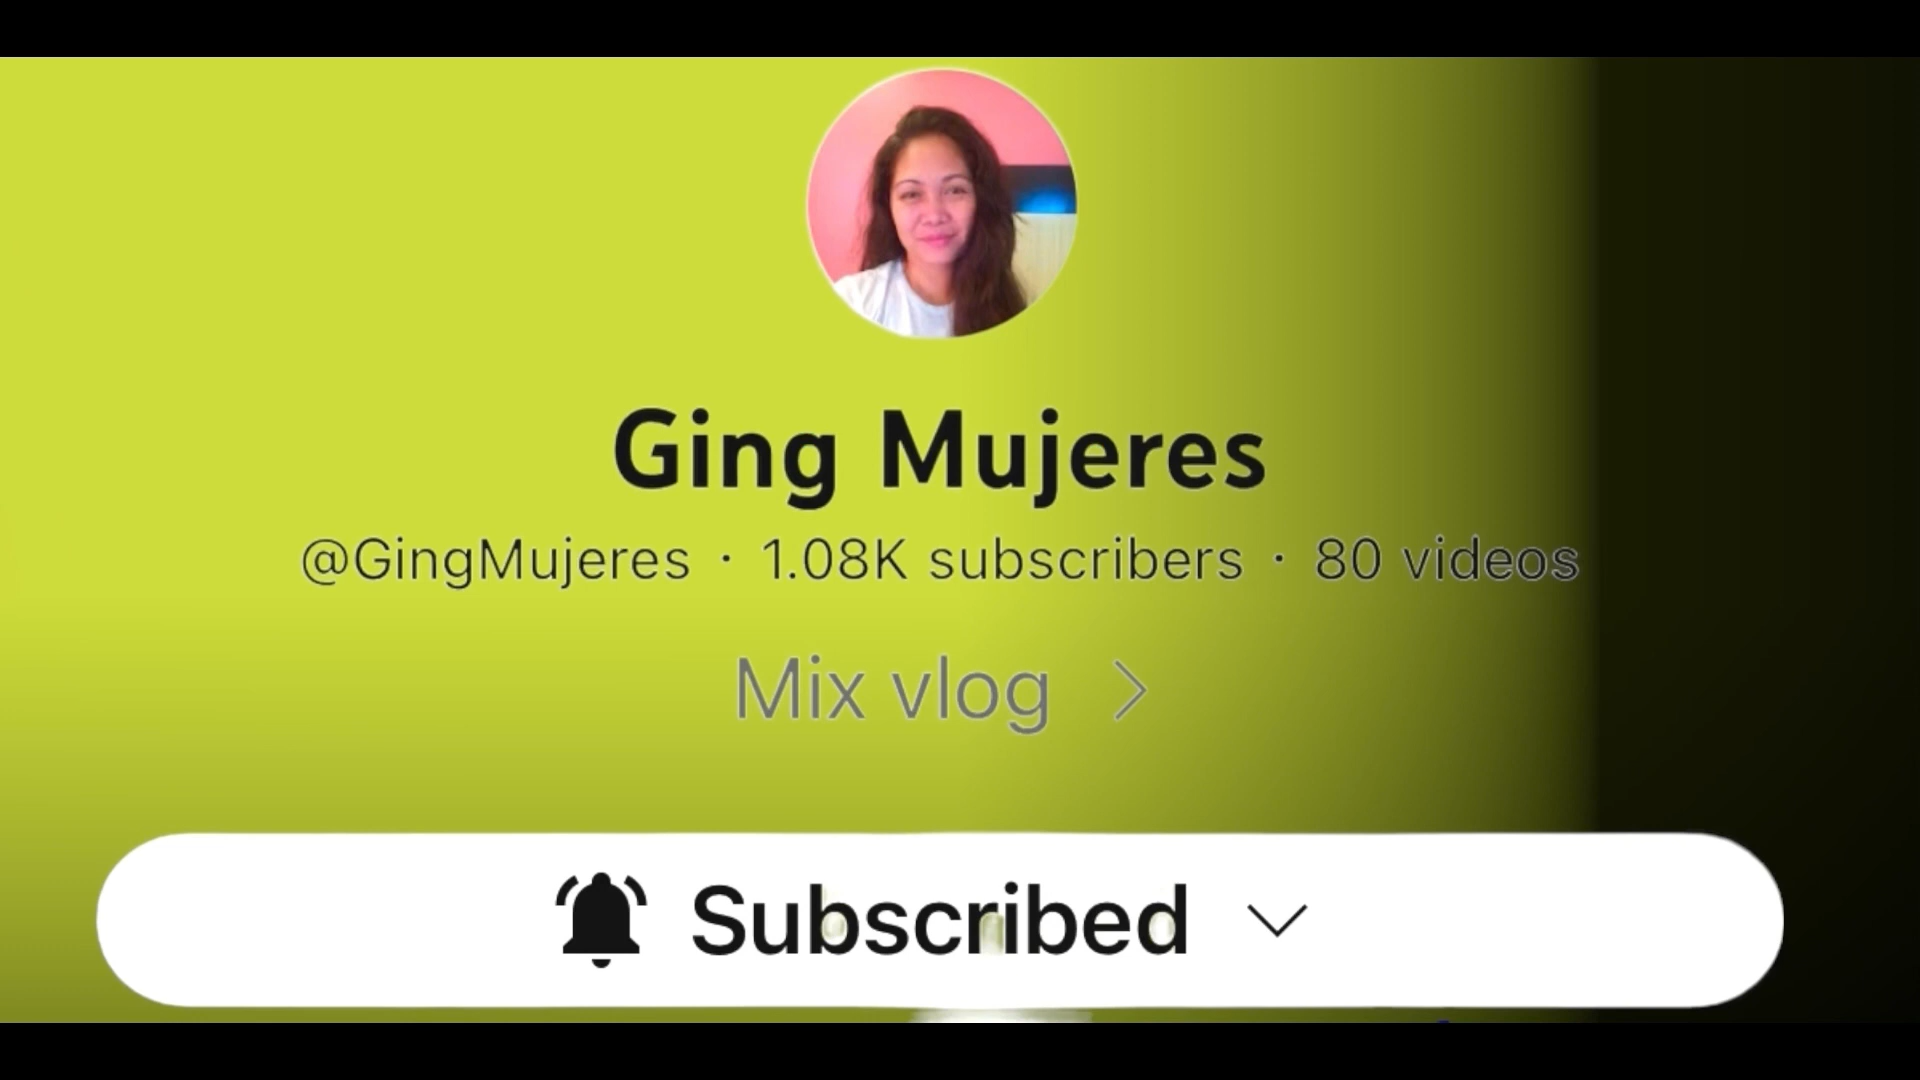 Ging Mujeres
@GingMujeres · 1.08K subscribers · 80 videos
Mix vlog >
Subscribed